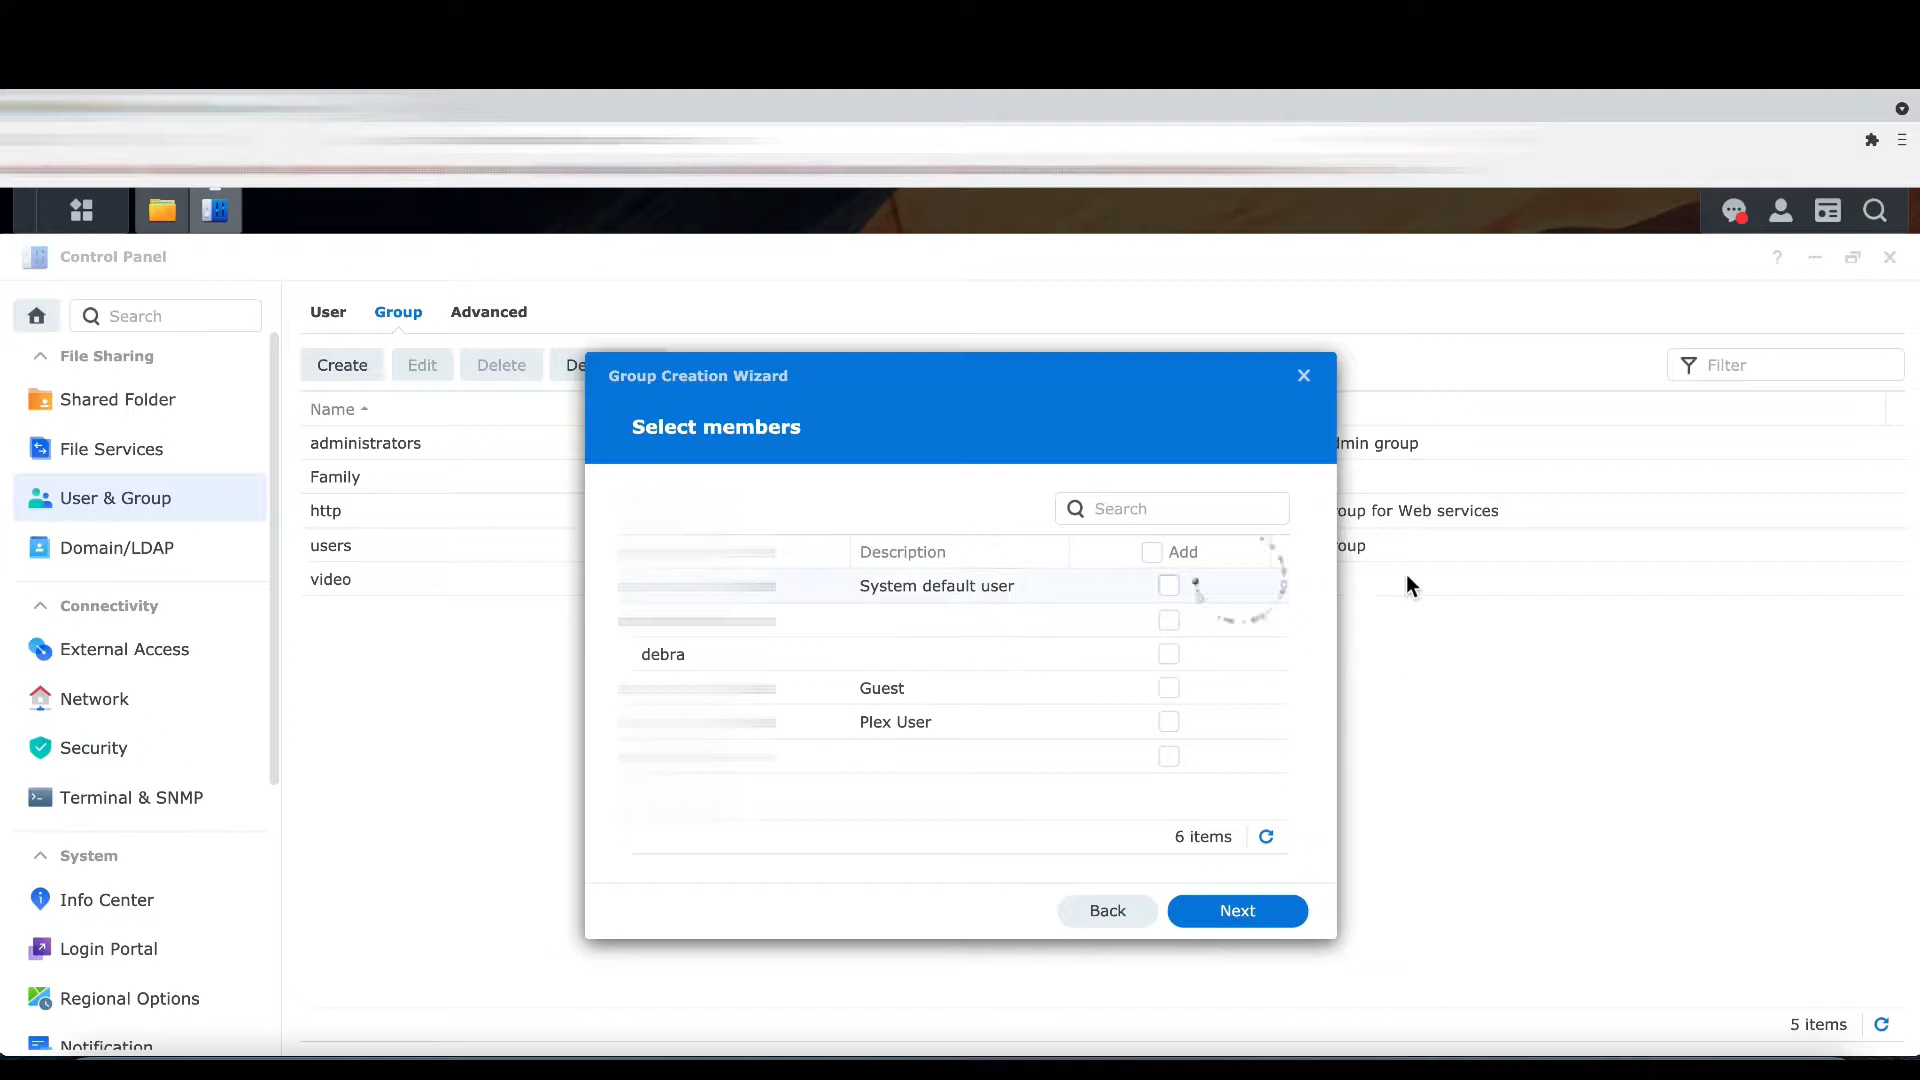 Control Panel
Search
File Sharing
Shared Folder
File Services
User & Group
Domain/LDAP
Connectivity
External Access
Network
Security
Terminal & SNMP
System
Info Center
Login Portal
Regional Options
Notification
User Group Advanced
Create Edit Delete De
Filter
Name
administrators
dmin group
Family
http
oup for Web services
users
oup
video
Group Creation Wizard
Select members
Search
Description Add
System default user
debra
Guest
Plex User
6 items
Back Next
5 items